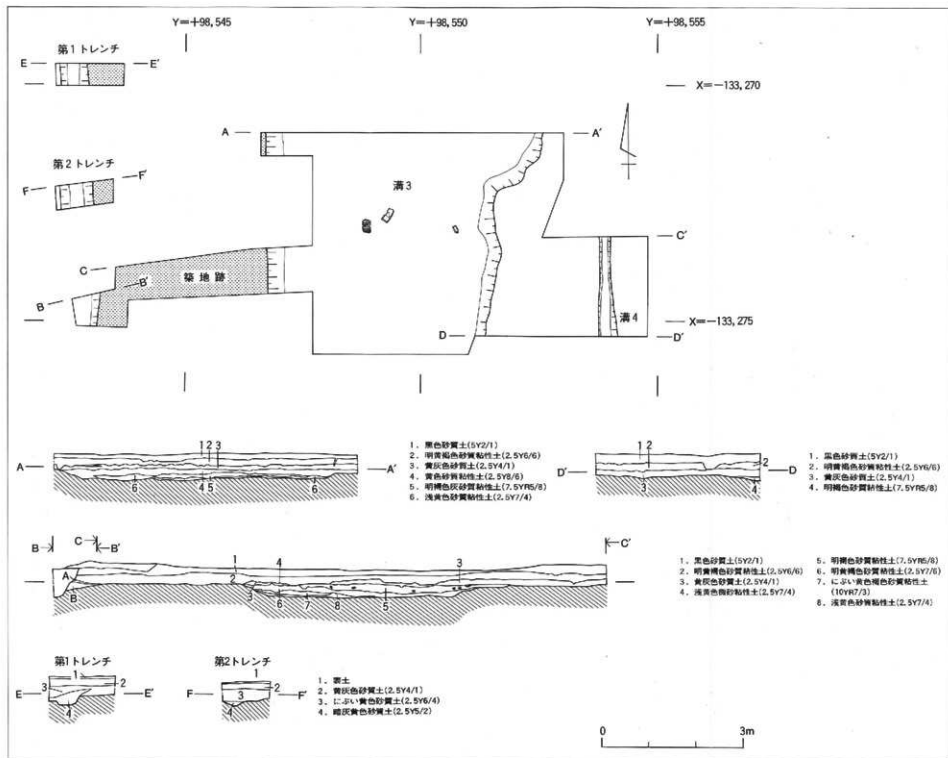 Y=+98,545
Y=+98,550
Y=+98,555
第1トレンチ
E
E'
X=-133,270
A
A'
第2トレンチ
F
F'
溝3
C'
C
築地跡
B'
B
溝4
X=-133,275
D
D'
1 2 3
A
A'
7
6
4 5
6
1. 黒色砂質土(5Y2/1)
2. 明黄褐色砂質粘性土(2.5Y6/6)
3. 黄灰色砂質土(2.5Y4/1)
4. 黄色砂質粘性土(2.5Y8/6)
5. 明褐色灰砂質粘性土(7.5YR5/8)
6. 浅黄色砂質粘性土(2.5Y7/4)
1 2
D'
2
D
3
4
1. 黒色砂質土(5Y2/1)
2. 明黄褐色砂質粘性土(2.5Y6/6)
3. 黄灰色砂質土(2.5Y4/1)
4. 明褐色砂質粘性土(7.5YR5/8)
B
C
B'
C'
1
4
3
A
2
B
3
6
7
8
5
1. 黒色砂質土(5Y2/1)
2. 明黄褐色砂質粘性土(2.5Y6/6)
3. 黄灰色砂質土(2.5Y4/1)
4. 浅黄色微砂粘性土(2.5Y7/4)
5. 明褐色砂質粘性土(7.5YR5/8)
6. 明黄褐色砂質粘性土(2.5Y7/6)
7. にぶい黄色褐色砂質粘性土
(10YR7/3)
8. 浅黄色砂質粘性土(2.5Y7/4)
第1トレンチ
1
E
3
2
E'
4
第2トレンチ
1
F
3
2
F'
4
1. 表土
2. 黄灰色砂質土(2.5Y4/1)
3. にぶい黄色砂質土(2.5Y6/4)
4. 暗灰黄色砂質土(2.5Y5/2)
0
3m